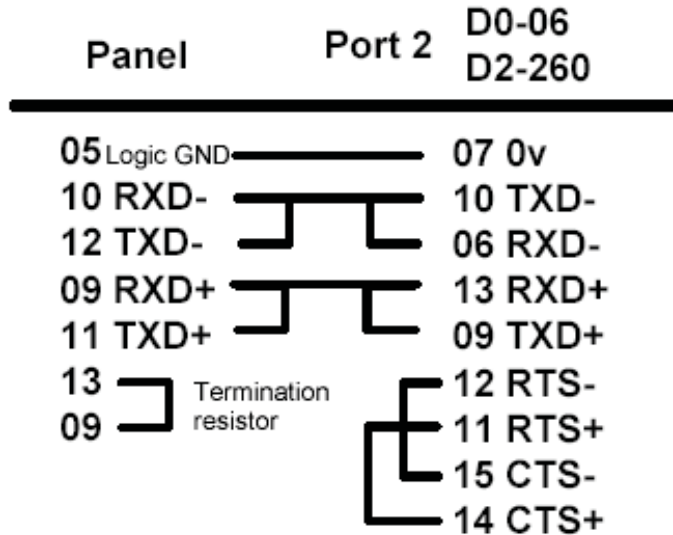 Panel Port 2 D0-06
D2-260
05 Logic GND 07 0v
10 RXD- 10 TXD-
12 TXD- 06 RXD-
09 RXD+ 13 RXD+
11 TXD+ 09 TXD+
13 Termination 12 RTS-
09 resistor 11 RTS+
15 CTS-
14 CTS+